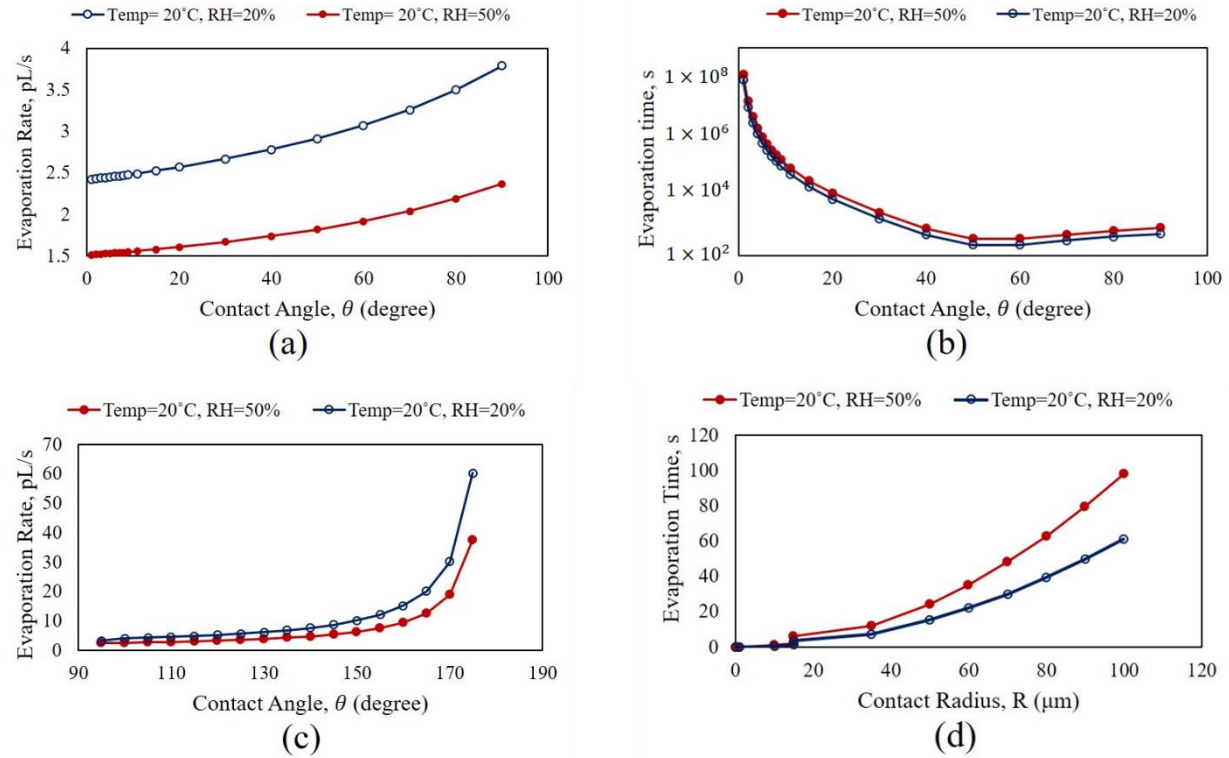 Temp= 20˚C, RH=20% Temp= 20˚C, RH=50%
Evaporation Rate, pL/s
4
3.5
3
2.5
2
1.5
0 20 40 60 80 100
Contact Angle, θ (degree)
(a)
Temp=20˚C, RH=50% Temp=20˚C, RH=20%
Evaporation time, s
1 × 10⁸
1 × 10⁶
1 × 10⁴
1 × 10²
0 20 40 60 80 100
Contact Angle, θ (degree)
(b)
Temp=20˚C, RH=50% Temp=20˚C, RH=20%
Evaporation Rate, pL/s
70
60
50
40
30
20
10
0
90 110 130 150 170 190
Contact Angle, θ (degree)
(c)
Temp=20˚C, RH=50% Temp=20˚C, RH=20%
Evaporation Time, s
120
100
80
60
40
20
0
0 20 40 60 80 100 120
Contact Radius, R (μm)
(d)